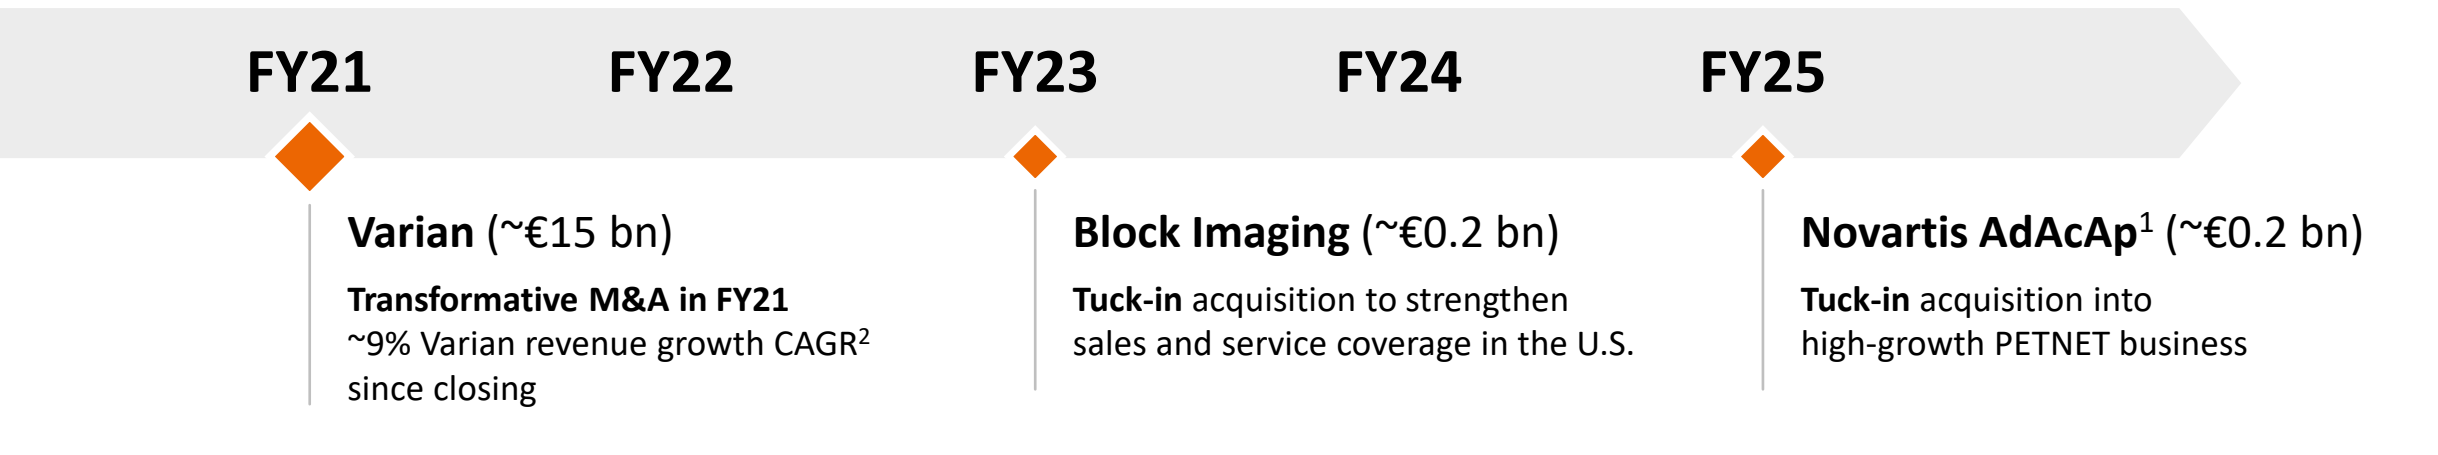 FY21 FY22 FY23 FY24 FY25
Varian (~€15 bn)
Transformative M&A in FY21
~9% Varian revenue growth CAGR²
since closing
Block Imaging (~€0.2 bn)
Tuck-in acquisition to strengthen
sales and service coverage in the U.S.
Novartis AdAcAp¹ (~€0.2 bn)
Tuck-in acquisition into
high-growth PETNET business